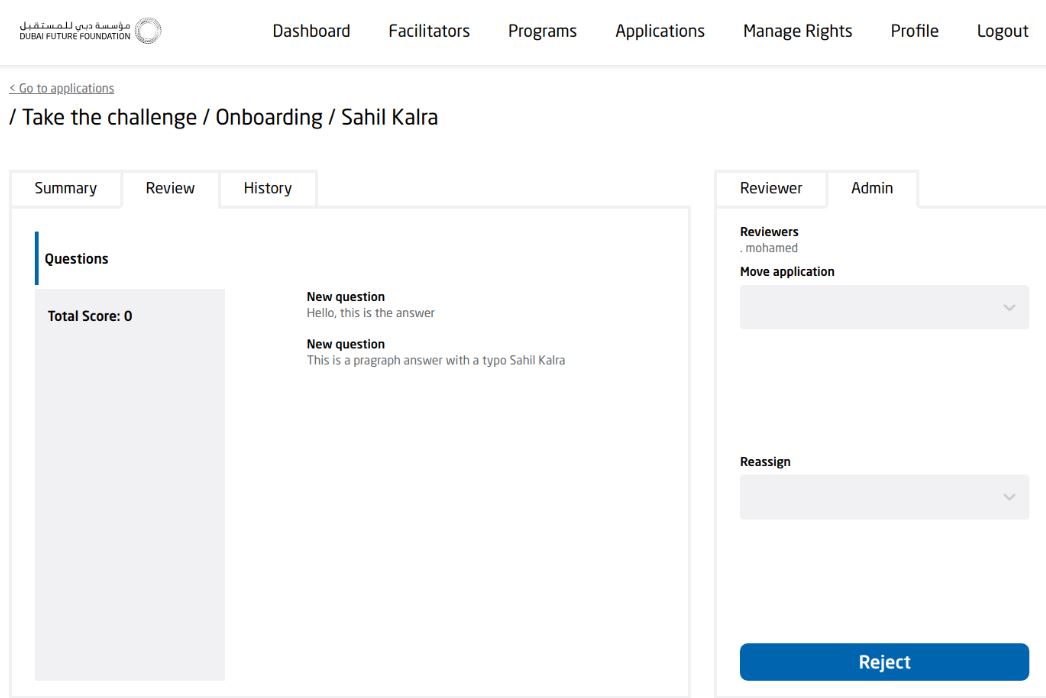 مؤسسة دبي للمستقبل
DUBAI FUTURE FOUNDATION
Dashboard Facilitators Programs Applications Manage Rights Profile Logout
< Go to applications
/ Take the challenge / Onboarding / Sahil Kalra
Summary Review History
Reviewer Admin
Questions
Total Score: 0
New question
Hello, this is the answer
New question
This is a pragraph answer with a typo Sahil Kalra
Reviewers
. mohamed
Move application
Reassign
Reject